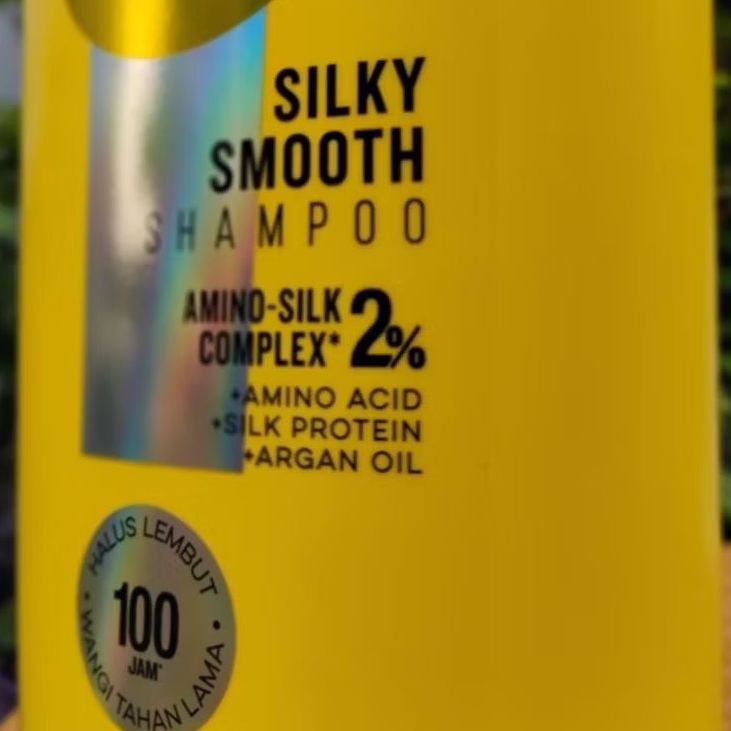 SILKY
SMOOTH
SHAMPOO
AMINO-SILK
COMPLEX* 2%
+AMINO ACID
+SILK PROTEIN
+ARGAN OIL
HALUS LEMBUT
100
JAM*
• WANGI TAHAN LAMA •